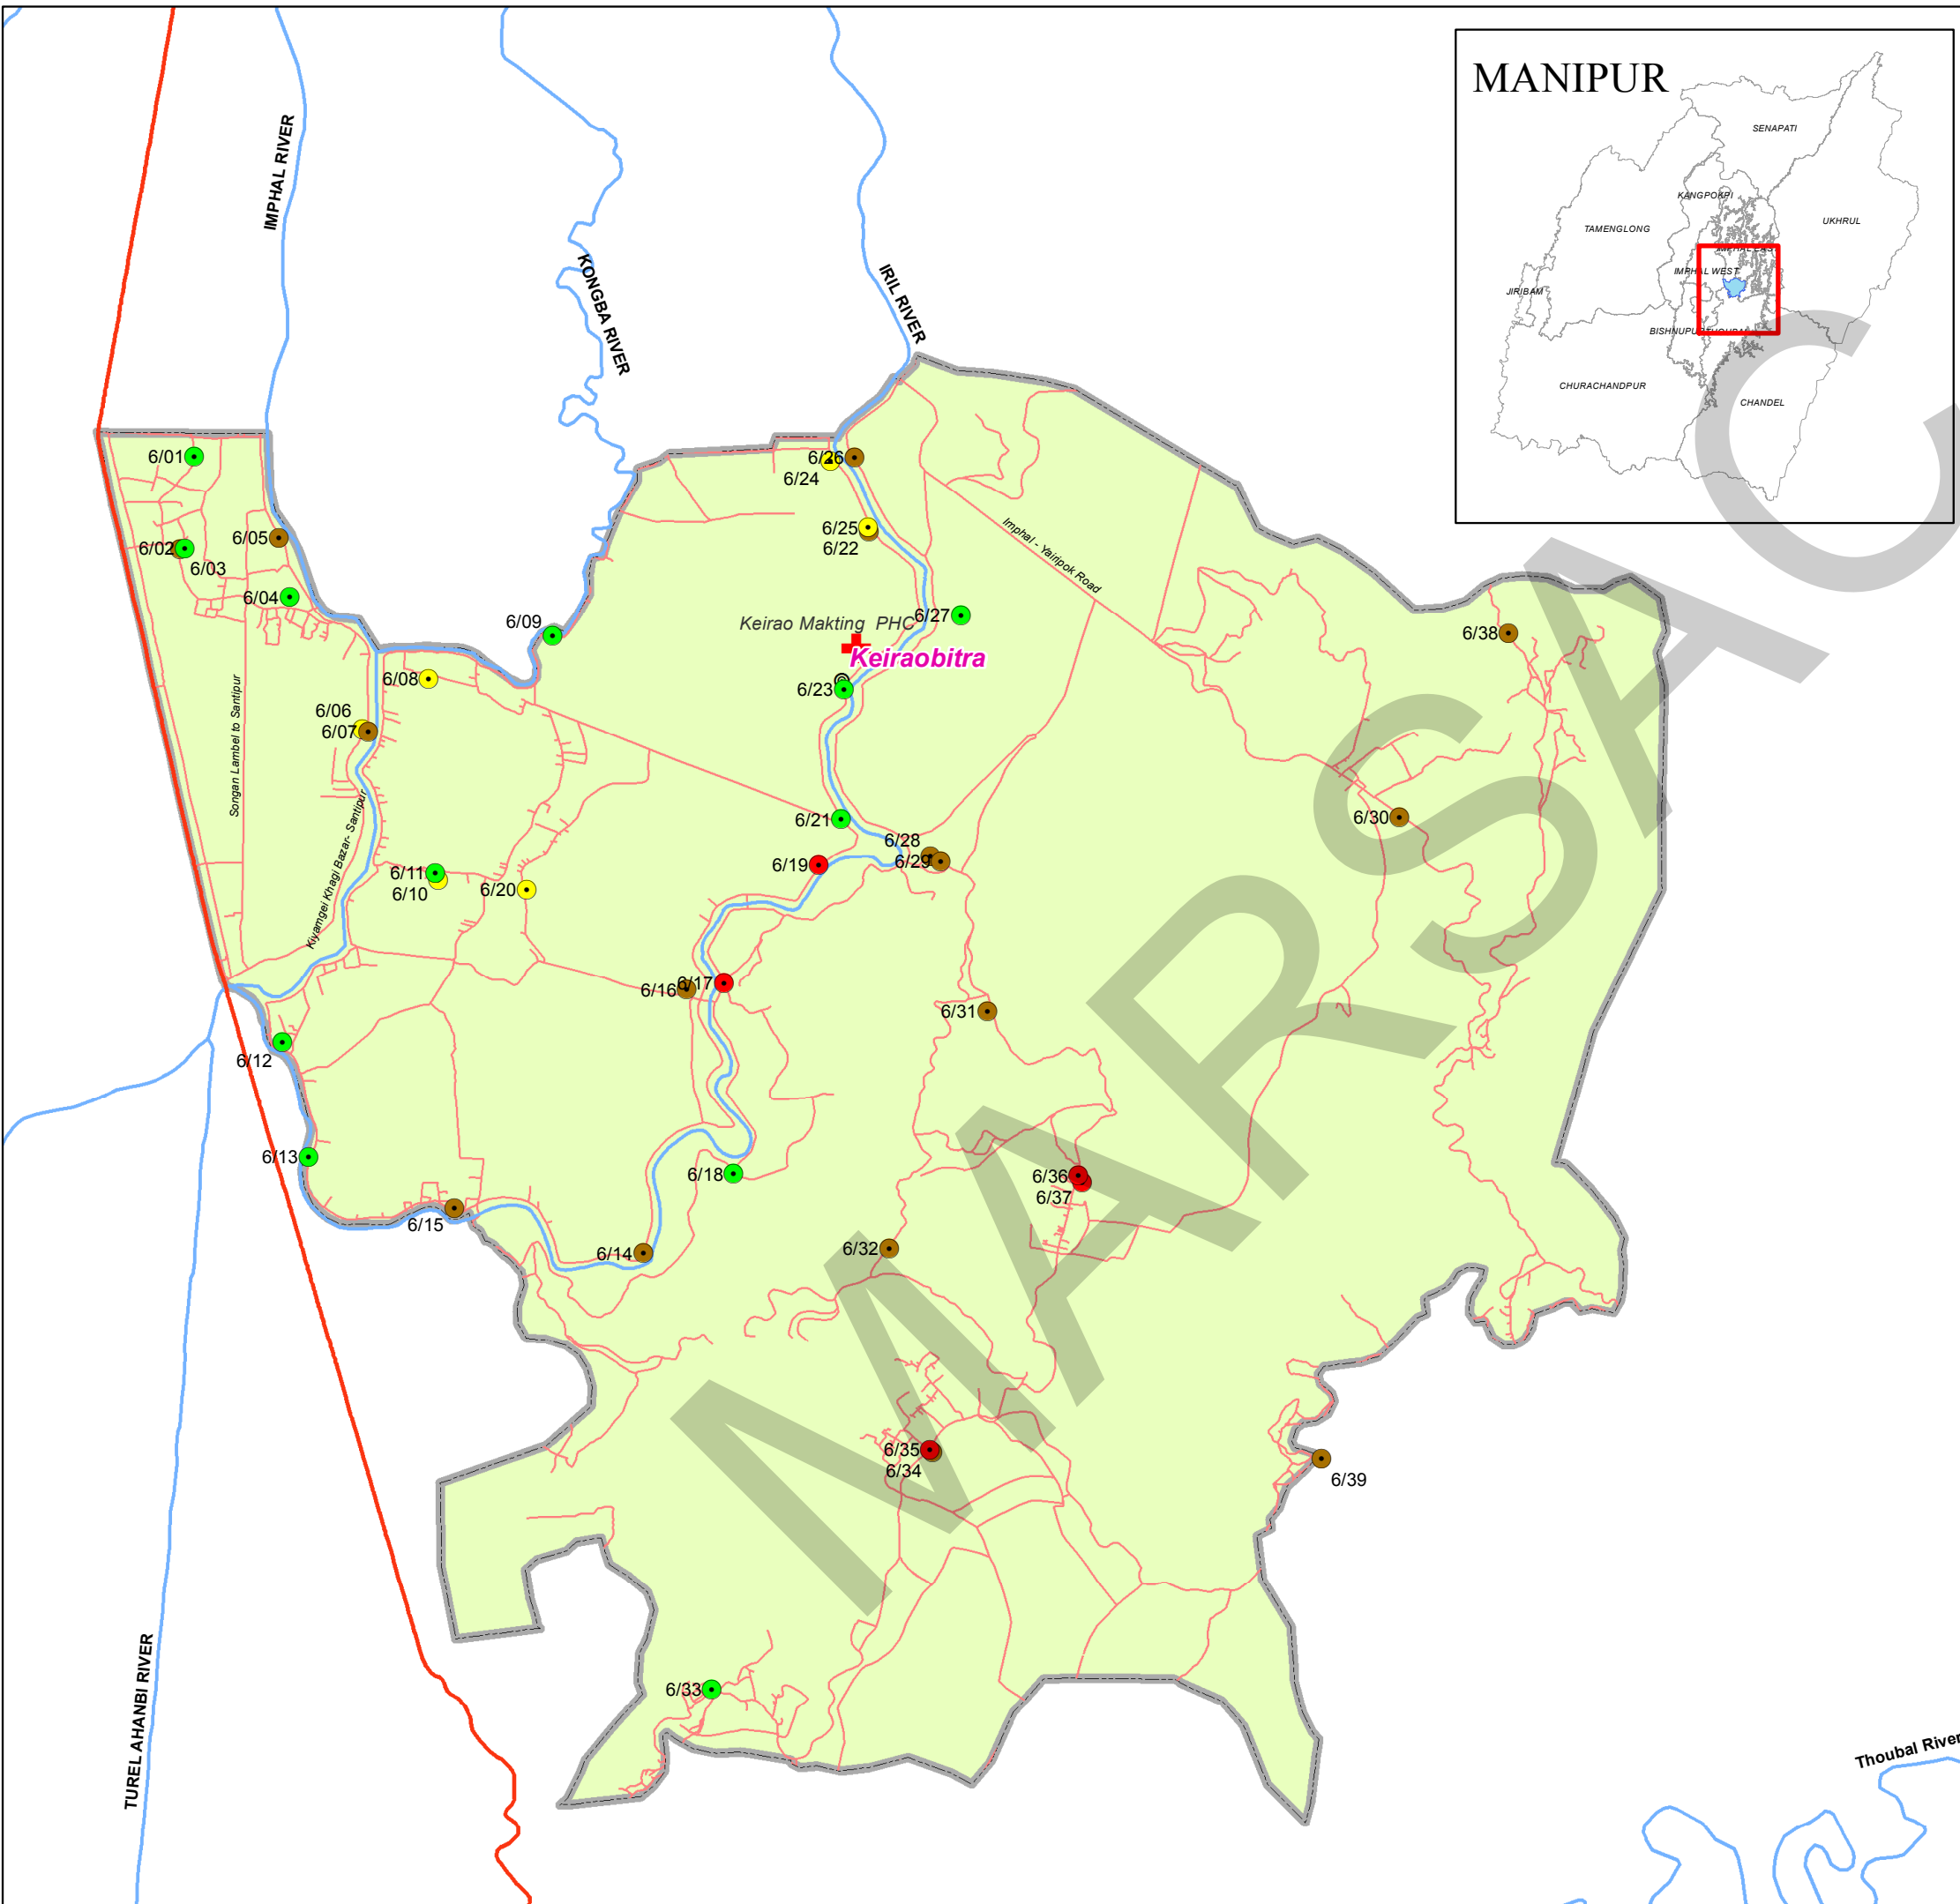 MANIPUR
SENAPATI
KANGPOKPI
UKHRUL
TAMENGLONG
IMPHAL EAST
IMPHAL WEST
JIRIBAM
BISHNUPUR
CHURACHANDPUR
CHANDEL
IMPHAL RIVER
KONGBA RIVER
IRIL RIVER
6/01
6/26
6/24
6/25
6/22
6/05
6/02
6/03
6/04
Imphal - Yairipok Road
6/09
Keirao Makting PHC
6/27
Keiraobitra
6/38
6/08
6/23
6/06
6/07
Songan Lambel to Santipur
Kiyamgei Khagi Bazar- Santipur
6/21
6/30
6/28
6/29
6/19
6/11
6/10
6/20
6/16
6/17
6/31
6/12
6/13
6/18
6/36
6/37
6/15
6/14
6/32
6/35
6/34
6/39
6/33
TUREL AHANBI RIVER
Thoubal River
MARSAC